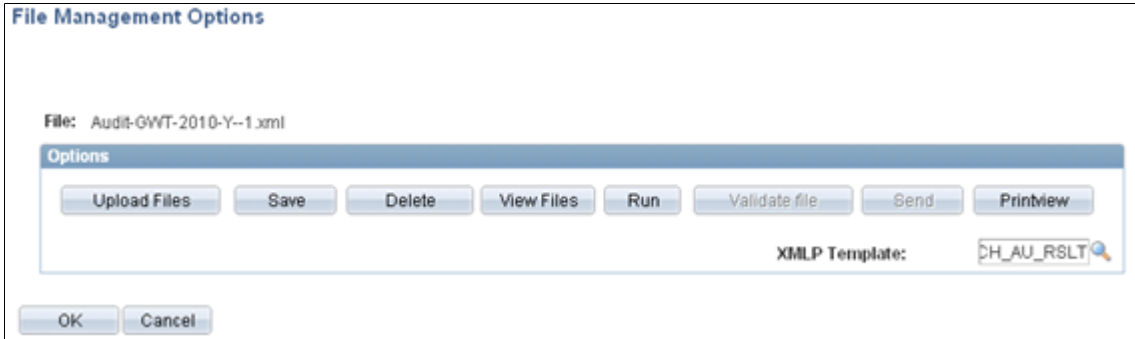 File Management Options
File: Audit-GWT-2010-Y--1.xml
Options
Upload Files Save Delete View Files Run Validate file Send Printview
XMLP Template: CH_AU_RSLT
OK Cancel